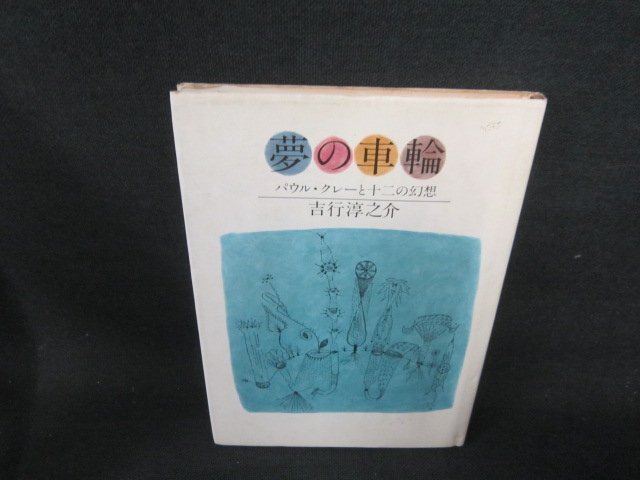 夢の車輪
パウル・クレーと十二の幻想
吉行淳之介